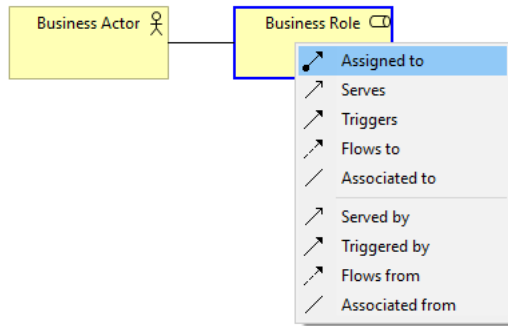 Business Actor
Business Role
Assigned to
Serves
Triggers
Flows to
Associated to
Served by
Triggered by
Flows from
Associated from